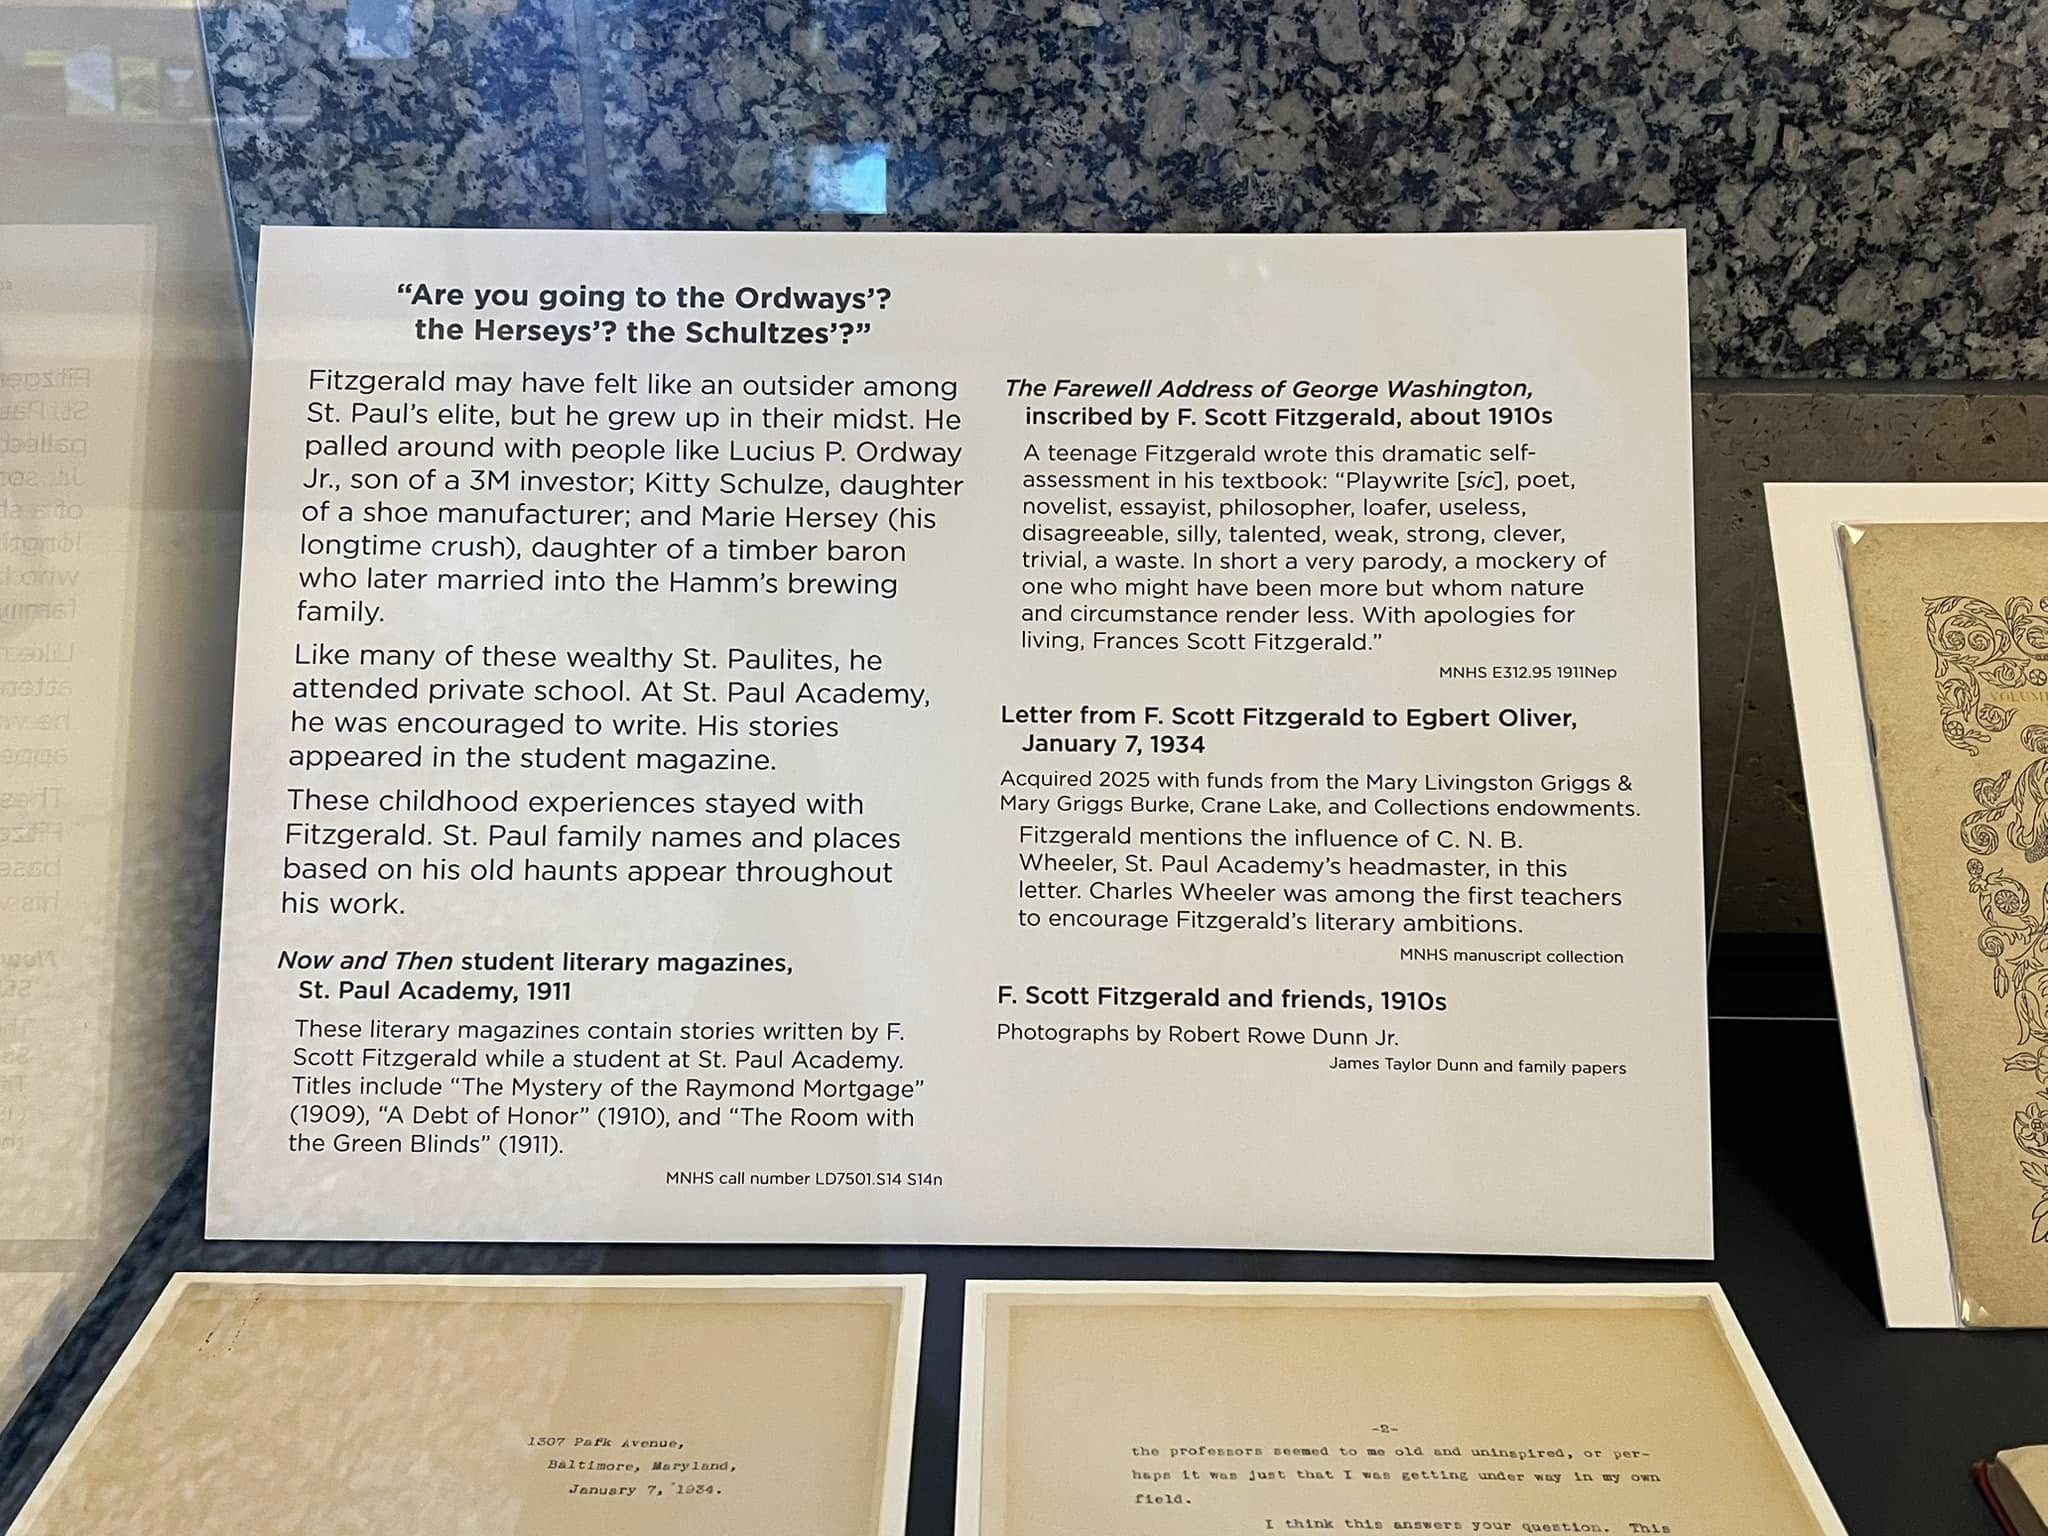 “Are you going to the Ordways’?
the Herseys’? the Schultzes’?”
Fitzgerald may have felt like an outsider among
St. Paul’s elite, but he grew up in their midst. He
palled around with people like Lucius P. Ordway
Jr., son of a 3M investor; Kitty Schulze, daughter
of a shoe manufacturer; and Marie Hersey (his
longtime crush), daughter of a timber baron
who later married into the Hamm’s brewing
family.
Like many of these wealthy St. Paulites, he
attended private school. At St. Paul Academy,
he was encouraged to write. His stories
appeared in the student magazine.
These childhood experiences stayed with
Fitzgerald. St. Paul family names and places
based on his old haunts appear throughout
his work.
Now and Then student literary magazines,
St. Paul Academy, 1911
These literary magazines contain stories written by F.
Scott Fitzgerald while a student at St. Paul Academy.
Titles include “The Mystery of the Raymond Mortgage”
(1909), “A Debt of Honor” (1910), and “The Room with
the Green Blinds” (1911).
MNHS call number LD7501.S14 S14n
The Farewell Address of George Washington,
inscribed by F. Scott Fitzgerald, about 1910s
A teenage Fitzgerald wrote this dramatic self-
assessment in his textbook: “Playwrite [sic], poet,
novelist, essayist, philosopher, loafer, useless,
disagreeable, silly, talented, weak, strong, clever,
trivial, a waste. In short a very parody, a mockery of
one who might have been more but whom nature
and circumstance render less. With apologies for
living, Frances Scott Fitzgerald.”
MNHS E312.95 1911Nep
Letter from F. Scott Fitzgerald to Egbert Oliver,
January 7, 1934
Acquired 2025 with funds from the Mary Livingston Griggs &
Mary Griggs Burke, Crane Lake, and Collections endowments.
Fitzgerald mentions the influence of C. N. B.
Wheeler, St. Paul Academy’s headmaster, in this
letter. Charles Wheeler was among the first teachers
to encourage Fitzgerald’s literary ambitions.
MNHS manuscript collection
F. Scott Fitzgerald and friends, 1910s
Photographs by Robert Rowe Dunn Jr.
James Taylor Dunn and family papers
1307 Park Avenue,
Baltimore, Maryland,
January 7, 1934.
-2-
the professors seemed to me old and uninspired, or per-
haps it was just that I was getting under way in my own
field.
I think this answers your question. This